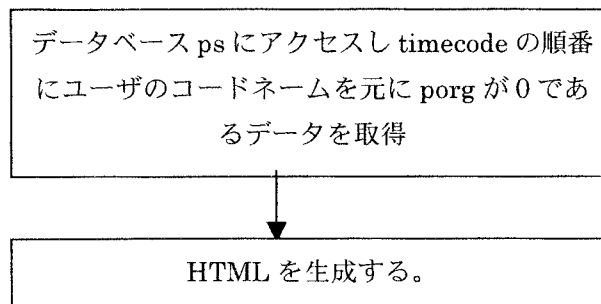 データベース ps にアクセスし timecode の順番
にユーザのコードネームを元に porg が 0 であ
るデータを取得
HTML を生成する。